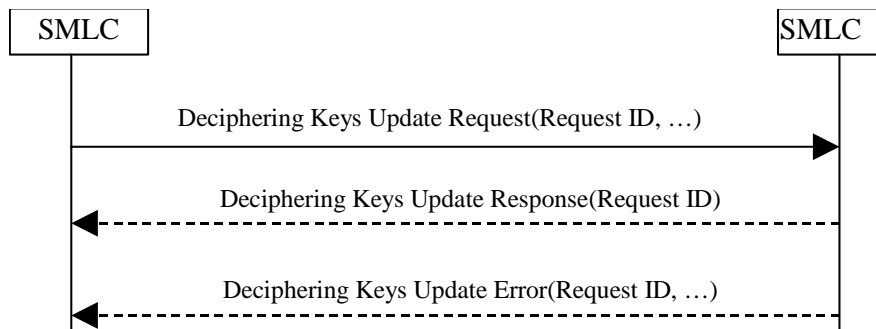 SMLC
SMLC
Deciphering Keys Update Request(Request ID, …)
Deciphering Keys Update Response(Request ID)
Deciphering Keys Update Error(Request ID, …)